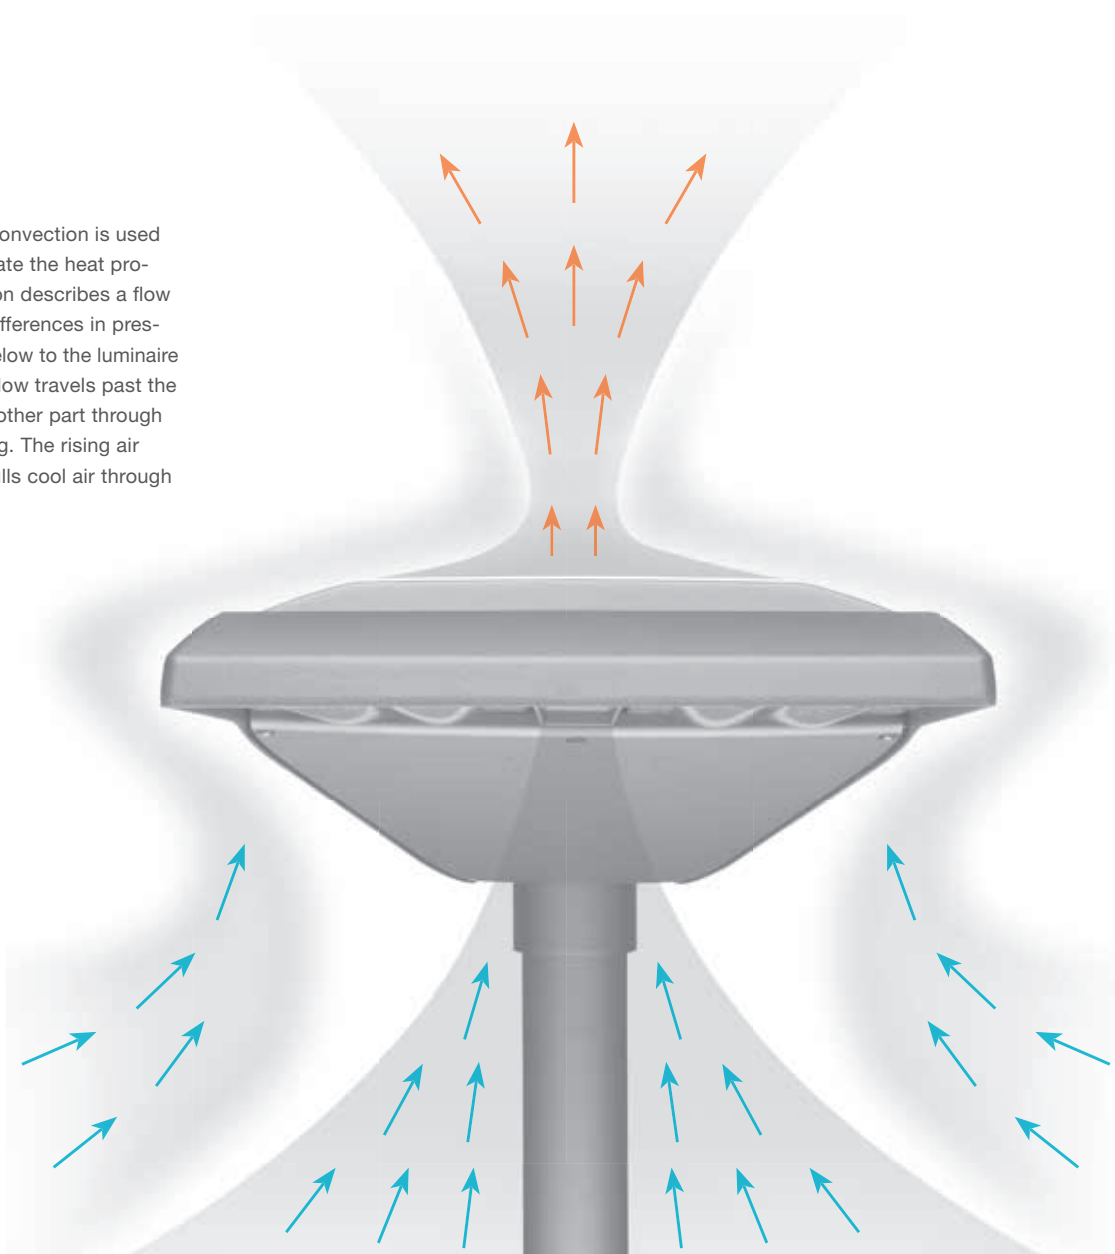 onvection is used
ate the heat pro-
on describes a flow
fferences in pres-
elow to the luminaire
low travels past the
other part through
g. The rising air
lls cool air through